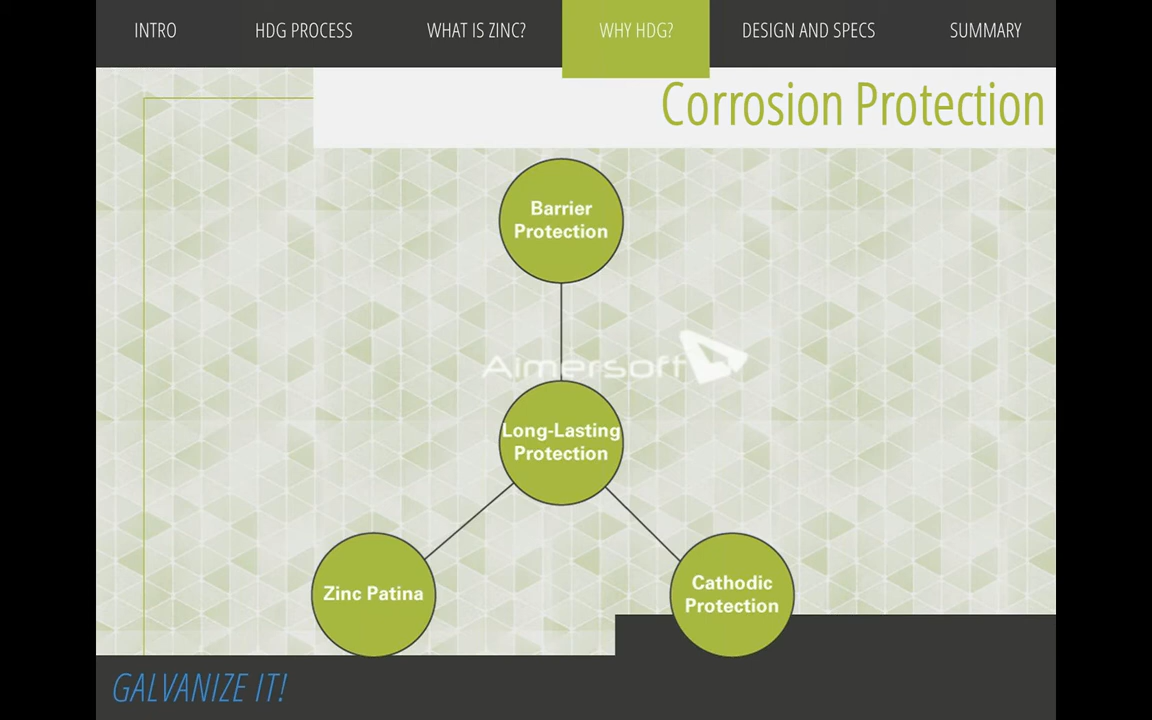 INTRO
HDG PROCESS
WHAT IS ZINC?
WHY HDG?
DESIGN AND SPECS
SUMMARY
Corrosion Protection
Barrier
Protection
Aimersoft
Long-Lasting
Protection
Zinc Patina
Cathodic
Protection
GALVANIZE IT!